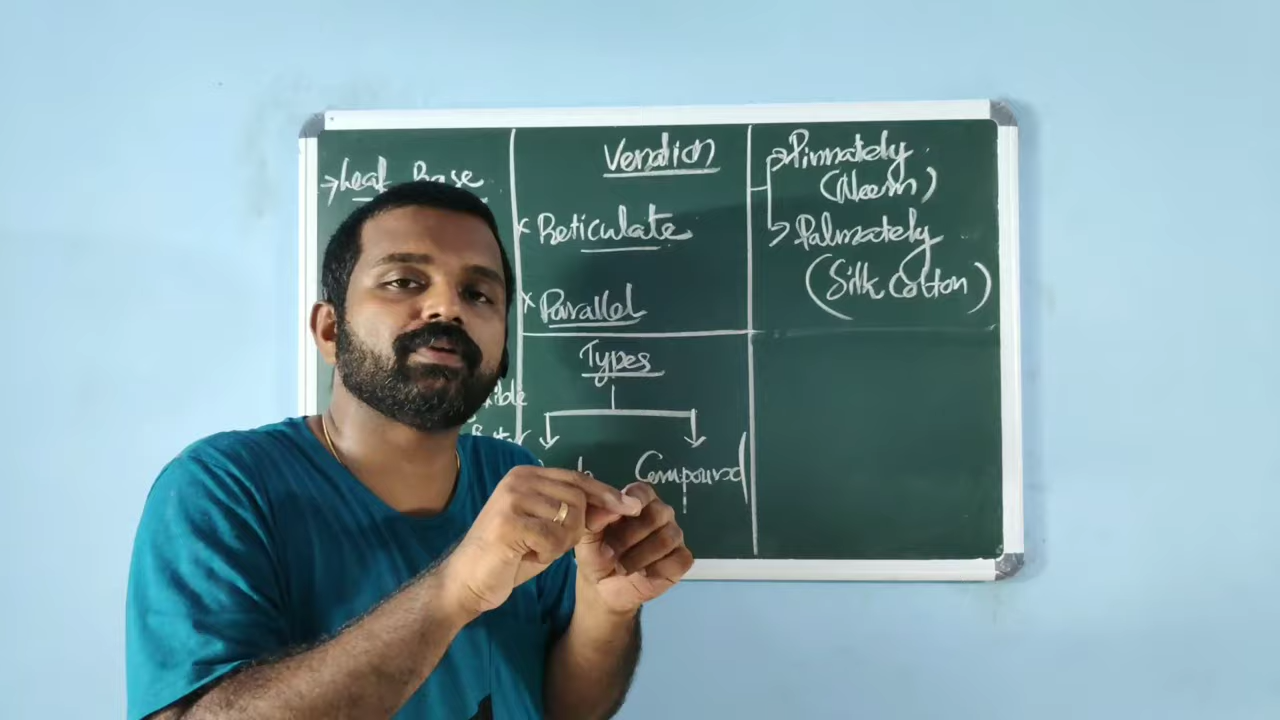 →Leaf Base
Venation
× Reticulate
× Parallel
Types
Compound
→Pinnately
(Neem)
→Palmately
(Silk Cotton)